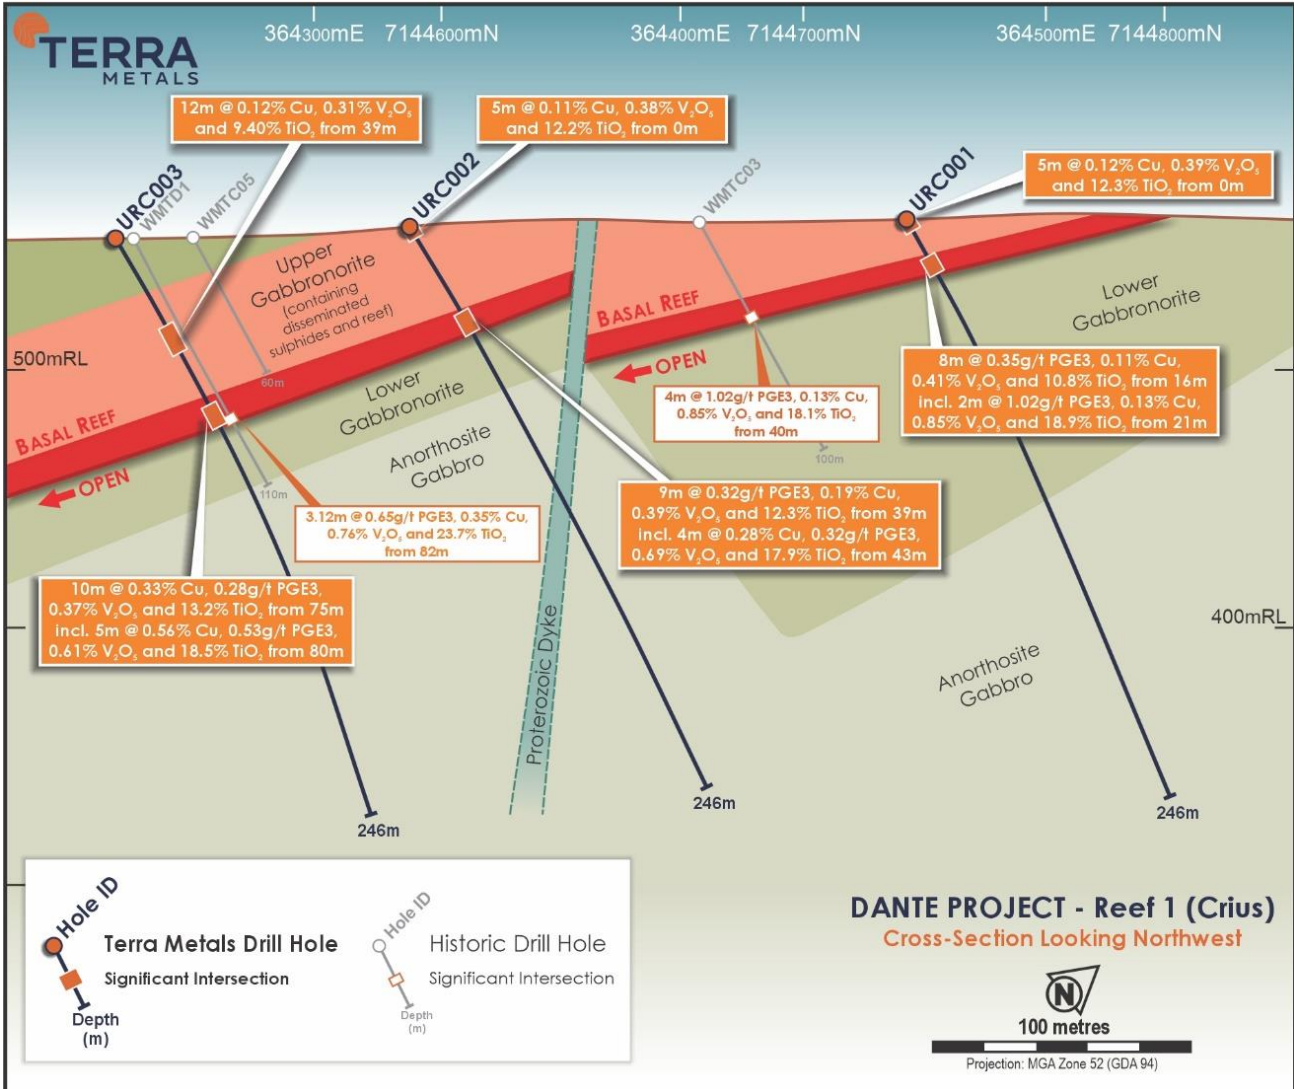 TERRA
METALS
364300mE 7144600mN
364400mE 7144700mN
364500mE 7144800mN
12m @ 0.12% Cu, 0.31% V₂O₅
and 9.40% TiO₂ from 39m
5m @ 0.11% Cu, 0.38% V₂O₅
and 12.2% TiO₂ from 0m
5m @ 0.12% Cu, 0.39% V₂O₅
and 12.3% TiO₂ from 0m
URC003
WMTD1
WMTC05
URC002
WMTC03
URC001
Upper
Gabbronorite
(containing
disseminated
sulphides and reef)
BASAL REEF
Lower
Gabbronorite
500mRL
60m
OPEN
8m @ 0.35g/t PGE3, 0.11% Cu,
0.41% V₂O₅ and 10.8% TiO₂ from 16m
incl. 2m @ 1.02g/t PGE3, 0.13% Cu,
0.85% V₂O₅ and 18.9% TiO₂ from 21m
4m @ 1.02g/t PGE3, 0.13% Cu,
0.85% V₂O₅ and 18.1% TiO₂
from 40m
100m
Lower
Gabbronorite
BASAL REEF
Anorthosite
Gabbro
OPEN
110m
9m @ 0.32g/t PGE3, 0.19% Cu,
0.39% V₂O₅ and 12.3% TiO₂ from 39m
incl. 4m @ 0.28% Cu, 0.32g/t PGE3,
0.69% V₂O₅ and 17.9% TiO₂ from 43m
3.12m @ 0.65g/t PGE3, 0.35% Cu,
0.76% V₂O₅ and 23.7% TiO₂
from 82m
10m @ 0.33% Cu, 0.28g/t PGE3,
0.37% V₂O₅ and 13.2% TiO₂ from 75m
incl. 5m @ 0.56% Cu, 0.53g/t PGE3,
0.61% V₂O₅ and 18.5% TiO₂ from 80m
400mRL
Proterozoic Dyke
Anorthosite
Gabbro
246m
246m
246m
Hole ID
Terra Metals Drill Hole
Significant Intersection
Depth
(m)
Hole ID
Historic Drill Hole
Significant Intersection
Depth
(m)
DANTE PROJECT - Reef 1 (Crius)
Cross-Section Looking Northwest
N
100 metres
Projection: MGA Zone 52 (GDA 94)